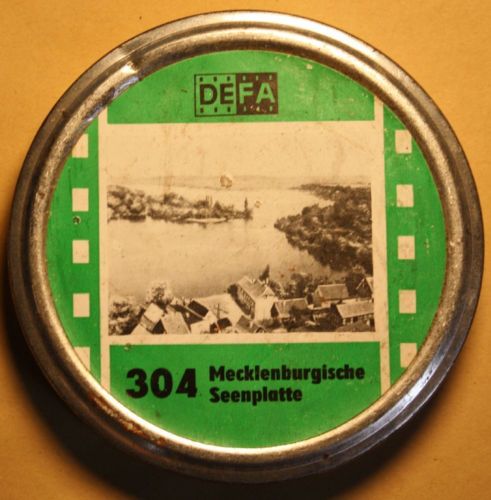 DEFA
304 Mecklenburgische
Seenplatte